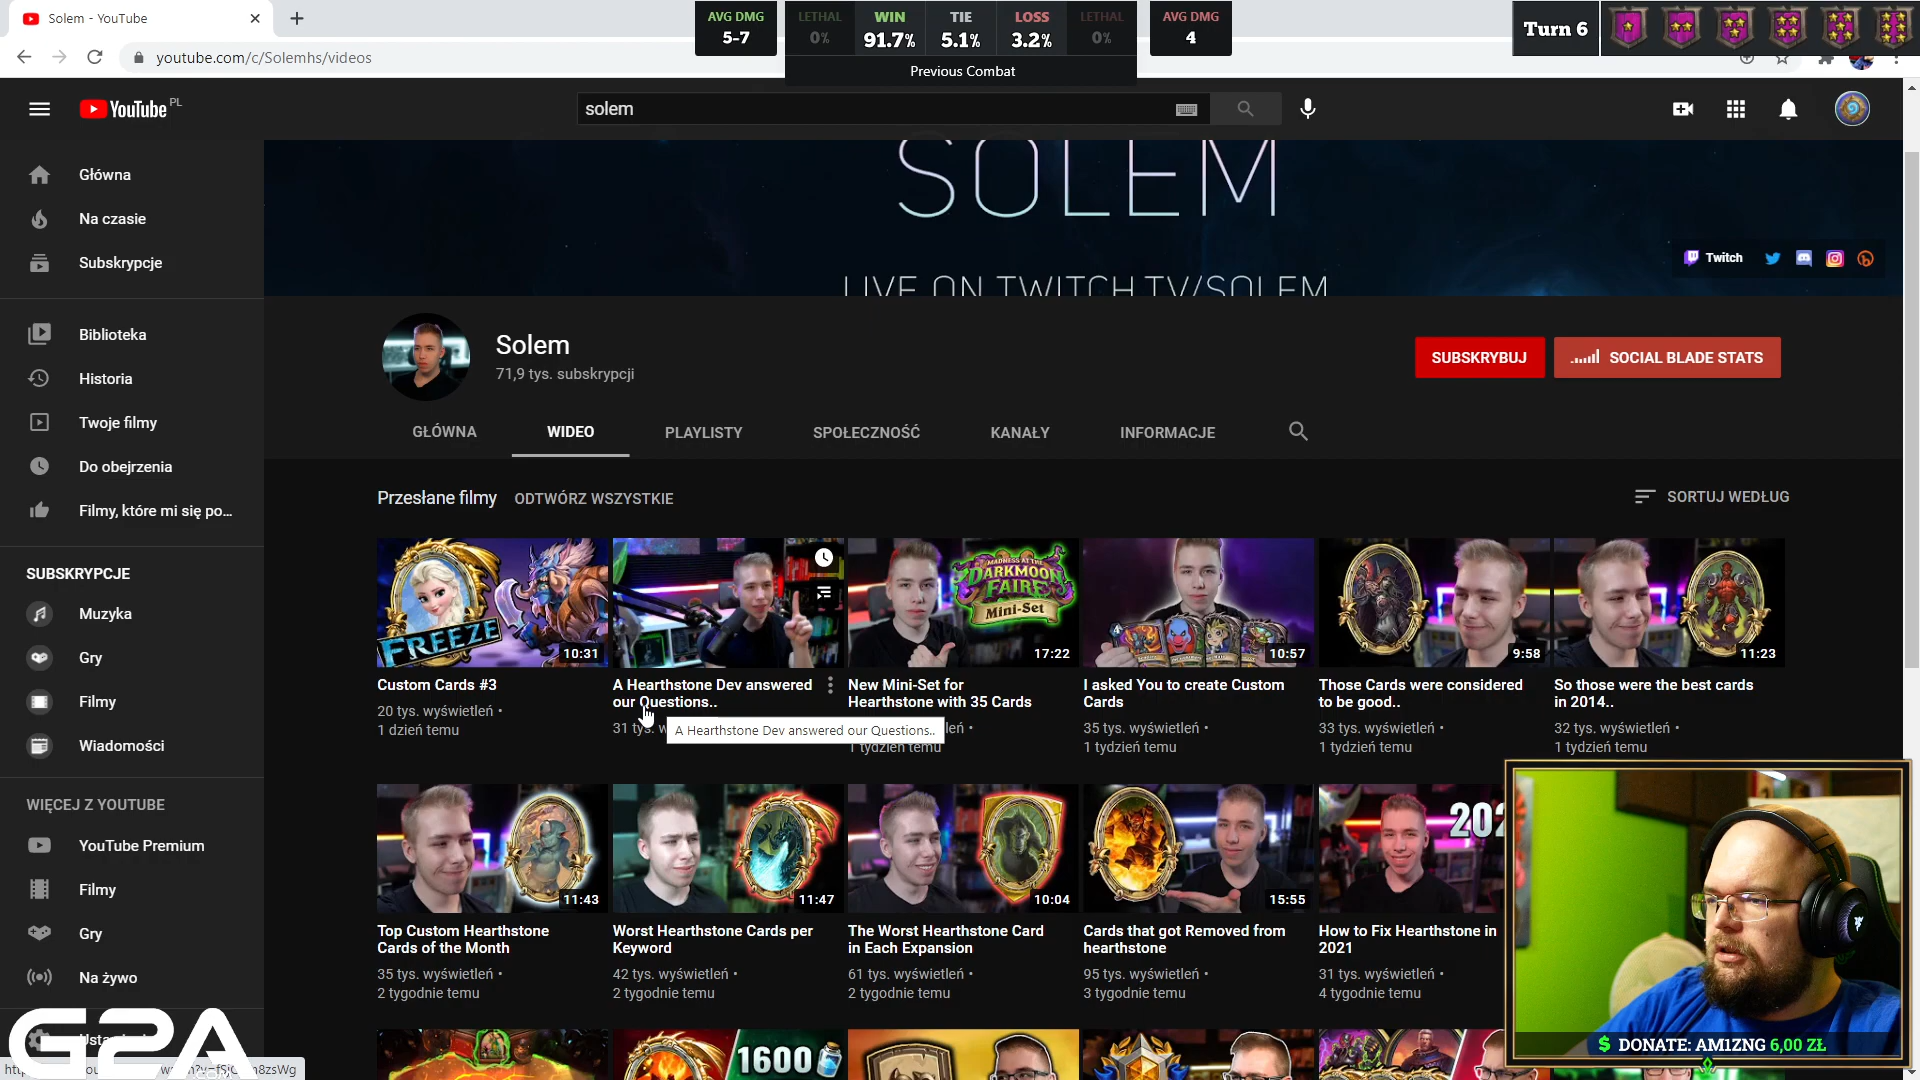 Solem - YouTube
AVG DMG
5-7
LETHAL
0%
WIN
91.7%
TIE
5.1%
LOSS
3.2%
LETHAL
0%
AVG DMG
4
Previous Combat
Turn 6
youtube.com/c/Solemhs/videos
YouTube PL
solem
Główna
Na czasie
Subskrypcje
Biblioteka
Historia
Twoje filmy
Do obejrzenia
Filmy, które mi się po...
SUBSKRYPCJE
Muzyka
Gry
Filmy
Wiadomości
WIĘCEJ Z YOUTUBE
YouTube Premium
Filmy
Gry
Na żywo
SOLEM
LIVE ON TWITCH.TV/SOLEM
Twitch
Solem
71,9 tys. subskrypcji
SUBSKRYBUJ
SOCIAL BLADE STATS
GŁÓWNA
WIDEO
PLAYLISTY
SPOŁECZNOŚĆ
KANAŁY
INFORMACJE
Przesłane filmy
ODTWÓRZ WSZYSTKIE
SORTUJ WEDŁUG
FREEZE
10:31
Custom Cards #3
20 tys. wyświetleń •
1 dzień temu
A Hearthstone Dev answered
our Questions..
31 tys.
A Hearthstone Dev answered our Questions..
MADNESS AT THE
DARKMOON
FAIRE
Mini-Set
17:22
New Mini-Set for
Hearthstone with 35 Cards
1 tydzień temu
10:57
I asked You to create Custom
Cards
35 tys. wyświetleń •
1 tydzień temu
9:58
Those Cards were considered
to be good..
33 tys. wyświetleń •
1 tydzień temu
11:23
So those were the best cards
in 2014..
32 tys. wyświetleń •
1 tydzień temu
11:43
Top Custom Hearthstone
Cards of the Month
35 tys. wyświetleń •
2 tygodnie temu
11:47
Worst Hearthstone Cards per
Keyword
42 tys. wyświetleń •
2 tygodnie temu
10:04
The Worst Hearthstone Card
in Each Expansion
61 tys. wyświetleń •
2 tygodnie temu
15:55
Cards that got Removed from
hearthstone
95 tys. wyświetleń •
3 tygodnie temu
How to Fix Hearthstone in
2021
31 tys. wyświetleń •
4 tygodnie temu
1600
G2A
$ DONATE: AM1ZNG 6,00 ZŁ